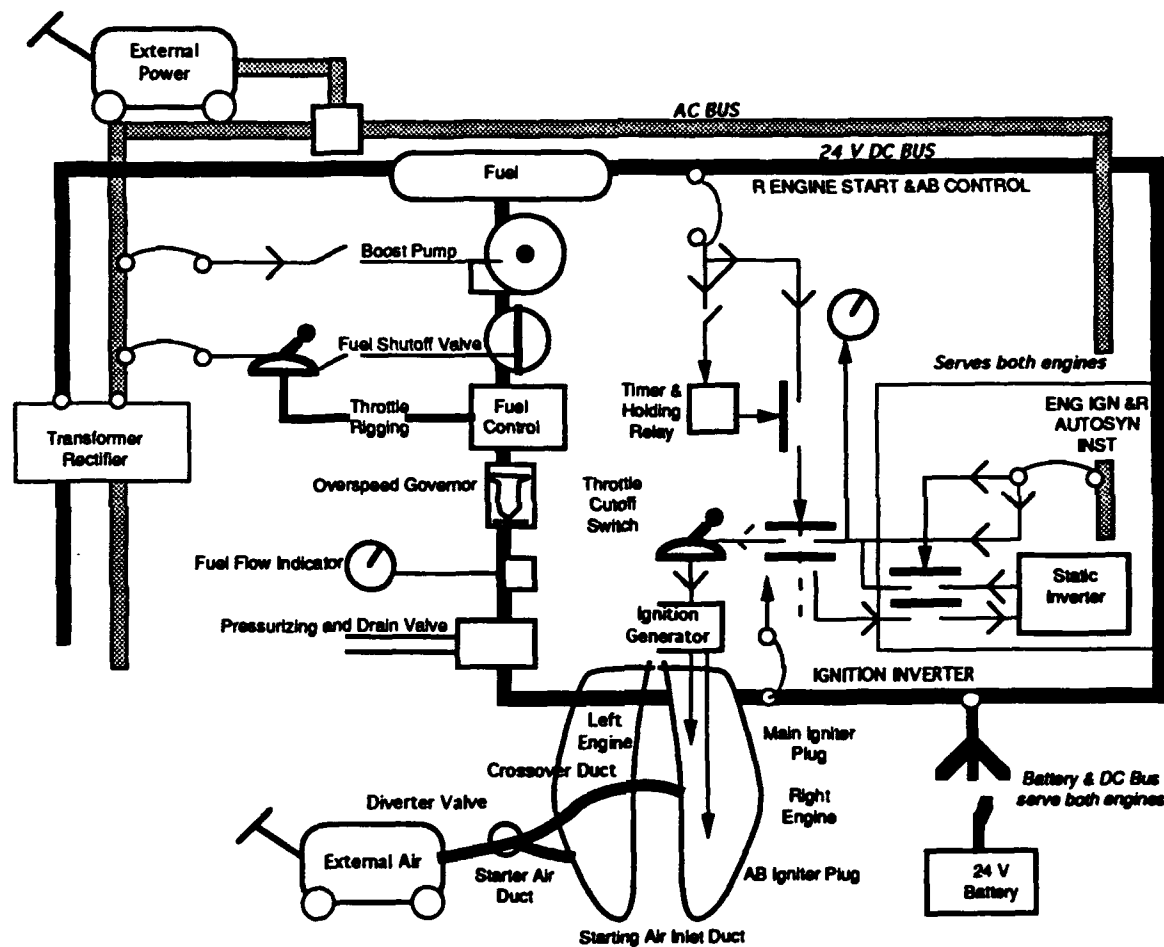 External
Power
AC BUS
24 V DC BUS
Fuel
R ENGINE START &AB CONTROL
Boost Pump
Fuel Shutoff Valve
Serves both engines
Timer &
Holding
Relay
ENG IGN &R
AUTOSYN
INST
Throttle
Rigging
Fuel
Control
Transformer
Rectifier
Overspeed Governor
Throttle
Cutoff
Switch
Fuel Flow Indicator
Static
Inverter
Pressurizing and Drain Valve
Ignition
Generator
IGNITION INVERTER
Left
Engine
Main Igniter
Plug
Crossover Duct
Battery & DC Bus
serve both engines
Diverter Valve
Right
Engine
External Air
Starter Air
Duct
AB Igniter Plug
24 V
Battery
Starting Air Inlet Duct